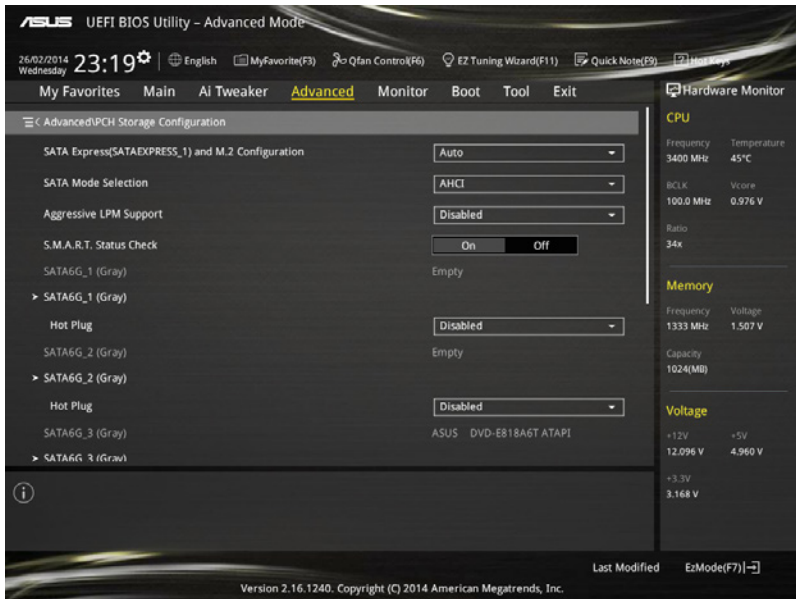 ASUS UEFI BIOS Utility – Advanced Mode
26/02/2014 Wednesday 23:19 English MyFavorite(F3) Qfan Control(F6) EZ Tuning Wizard(F11) Quick Note(F9) ? Hot Keys
My Favorites Main Ai Tweaker Advanced Monitor Boot Tool Exit
Advanced\PCH Storage Configuration
SATA Express(SATAEXPRESS_1) and M.2 Configuration Auto
SATA Mode Selection AHCI
Aggressive LPM Support Disabled
S.M.A.R.T. Status Check On Off
SATA6G_1 (Gray) Empty
> SATA6G_1 (Gray)
Hot Plug Disabled
SATA6G_2 (Gray) Empty
> SATA6G_2 (Gray)
Hot Plug Disabled
SATA6G_3 (Gray) ASUS DVD-E818A6T ATAPI
> SATA6G_3 (Gray)
Hardware Monitor
CPU
Frequency Temperature
3400 MHz 45°C
BCLK Vcore
100.0 MHz 0.976 V
Ratio
34x
Memory
Frequency Voltage
1333 MHz 1.507 V
Capacity
1024(MB)
Voltage
+12V +5V
12.096 V 4.960 V
+3.3V
3.168 V
Last Modified EzMode(F7)
Version 2.16.1240. Copyright (C) 2014 American Megatrends, Inc.